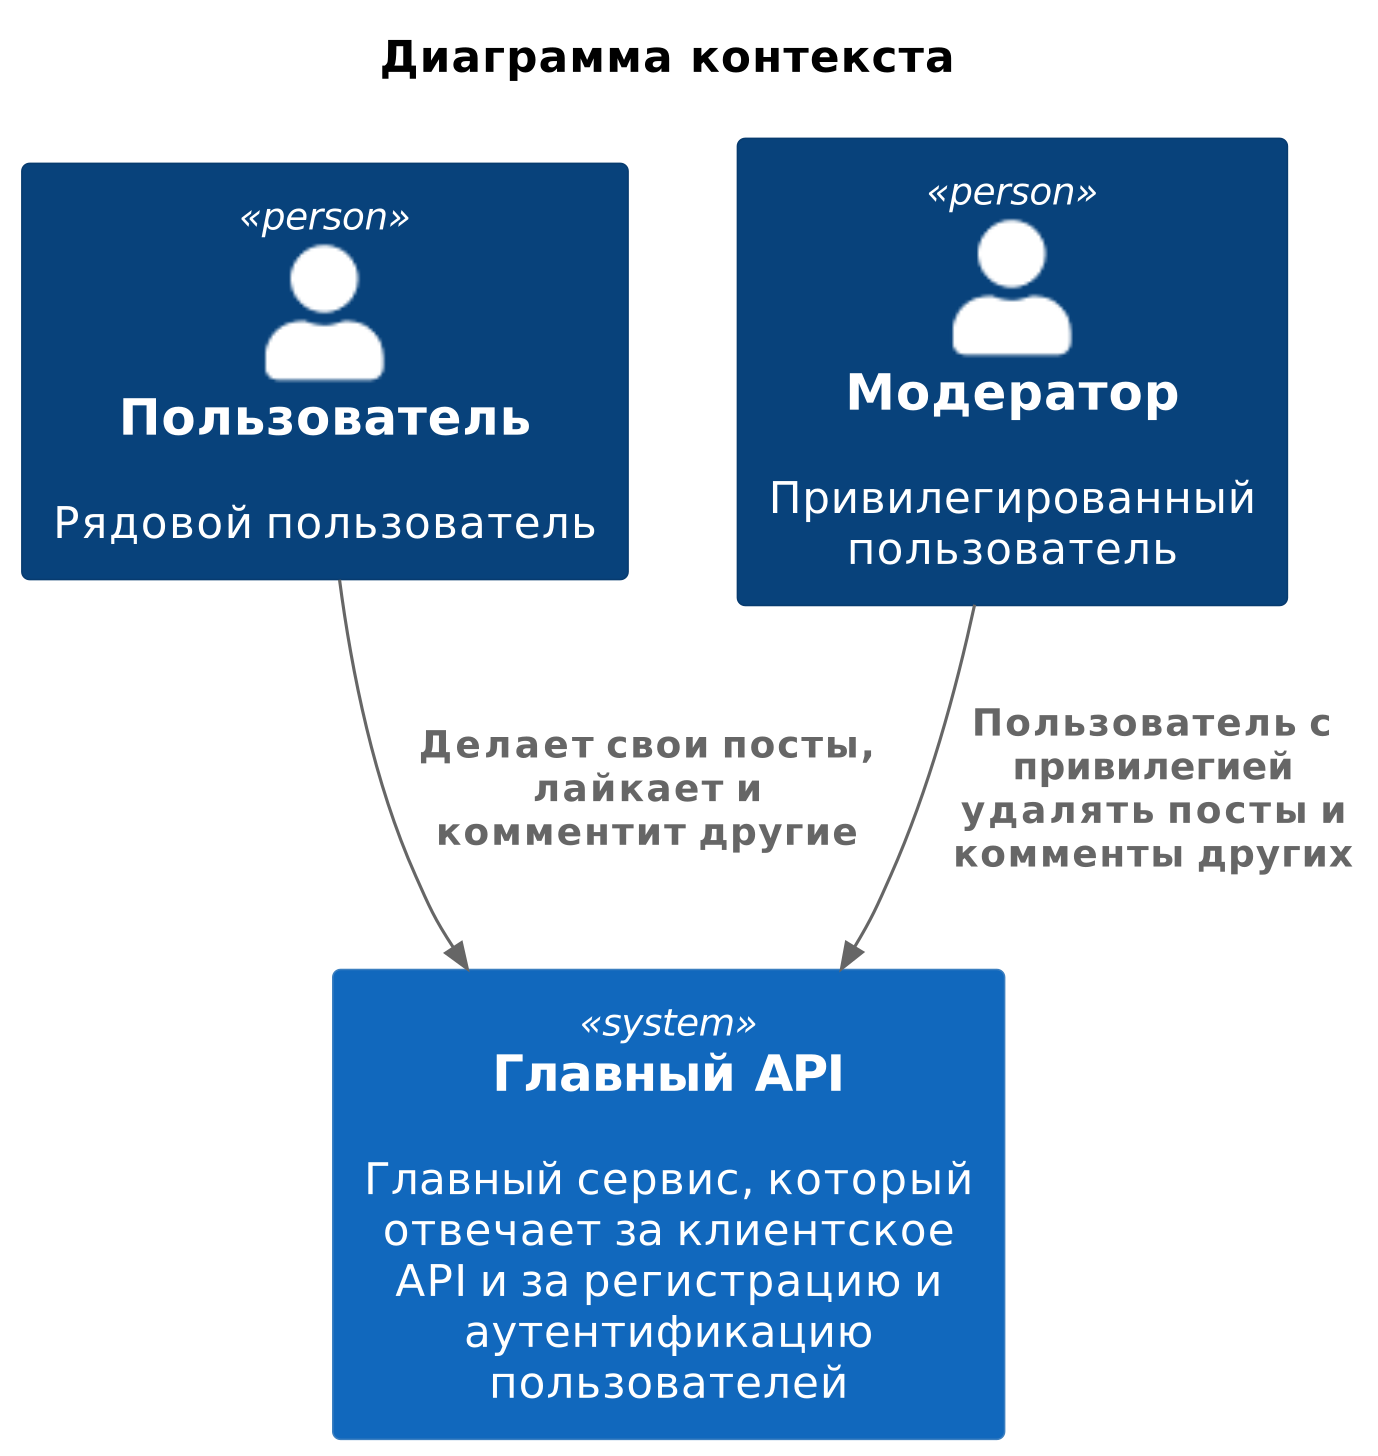 Диаграмма контекста
«person»
Пользователь
Рядовой пользователь
«person»
Модератор
Привилегированный
пользователь
Делает свои посты,
лайкает и
комментит другие
Пользователь с
привилегией
удалять посты и
комменты других
«system»
Главный API
Главный сервис, который
отвечает за клиентское
API и за регистрацию и
аутентификацию
пользователей